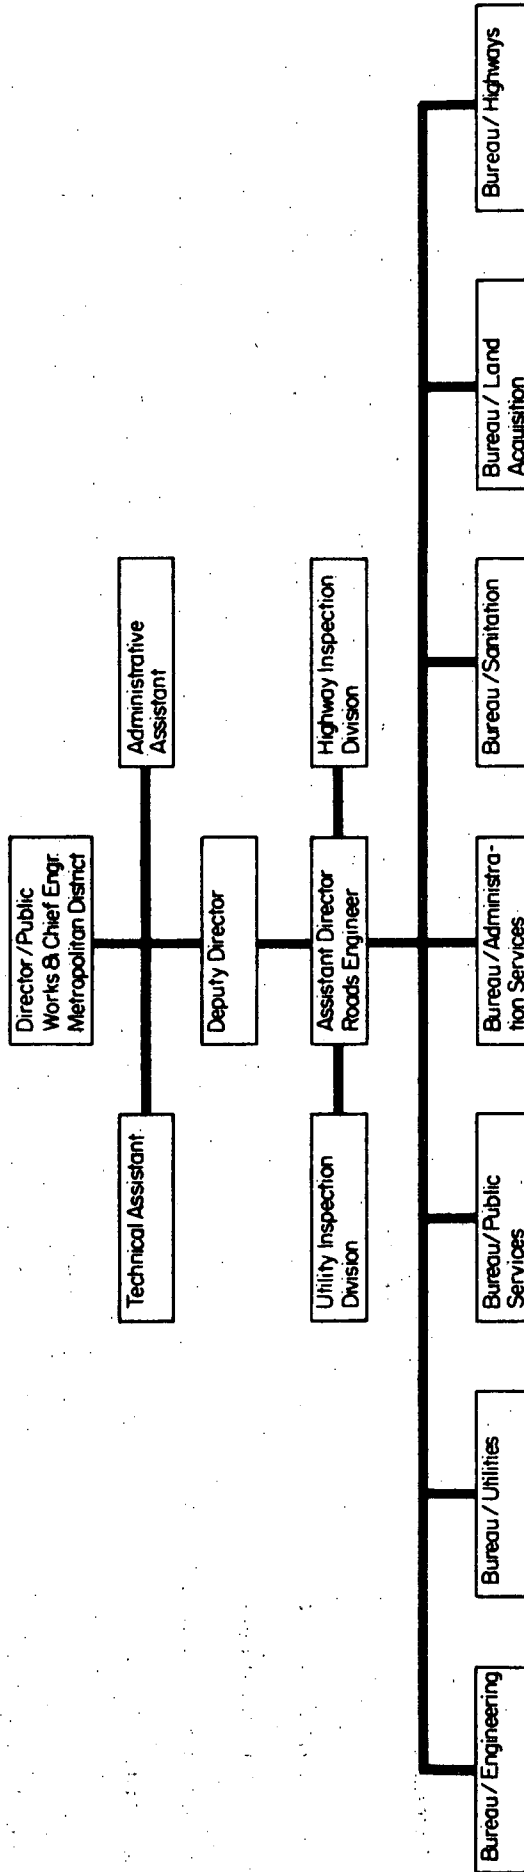 Director/Public
Works & Chief Engr.
Metropolitan District
Technical Assistant
Administrative
Assistant
Deputy Director
Utility Inspection
Division
Assistant Director
Roads Engineer
Highway Inspection
Division
Bureau/Engineering
Bureau/Utilities
Bureau/Public
Services
Bureau/Administra-
tion Services
Bureau/Sanitation
Bureau/Land
Acquisition
Bureau/Highways